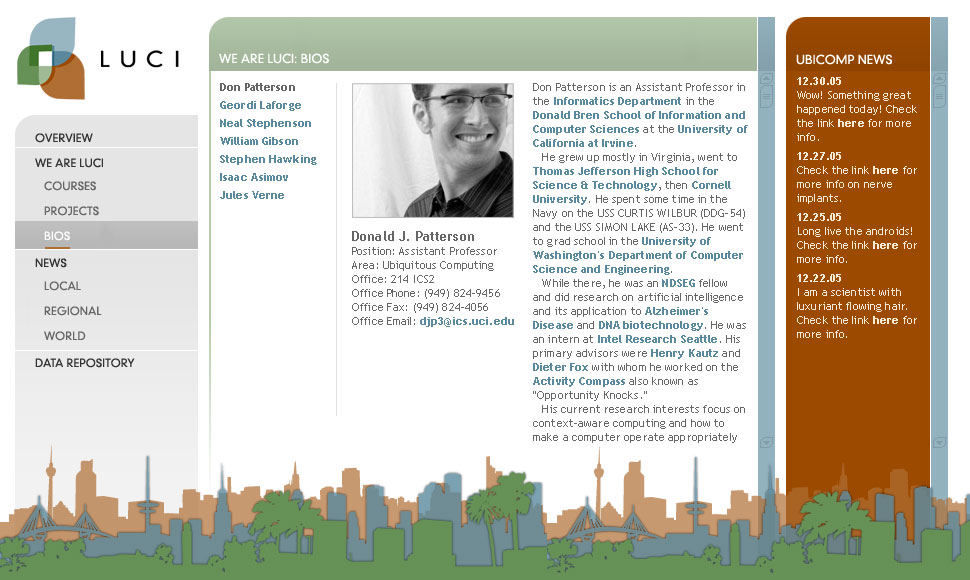 LUCI
OVERVIEW
WE ARE LUCI
COURSES
PROJECTS
BIOS
NEWS
LOCAL
REGIONAL
WORLD
DATA REPOSITORY
WE ARE LUCI: BIOS
Don Patterson
Geordi Laforge
Neal Stephenson
William Gibson
Stephen Hawking
Isaac Asimov
Jules Verne
Donald J. Patterson
Position: Assistant Professor
Area: Ubiquitous Computing
Office: 214 ICS2
Office Phone: (949) 824-9456
Office Fax: (949) 824-4056
Office Email: djp3@ics.uci.edu
Don Patterson is an Assistant Professor in
the Informatics Department in the
Donald Bren School of Information and
Computer Sciences at the University of
California at Irvine.
He grew up mostly in Virginia, went to
Thomas Jefferson High School for
Science & Technology, then Cornell
University. He spent some time in the
Navy on the USS CURTIS WILBUR (DDG-54)
and the USS SIMON LAKE (AS-33). He went
to grad school in the University of
Washington's Department of Computer
Science and Engineering.
While there, he was an NDSEG fellow
and did research on artificial intelligence
and its application to Alzheimer's
Disease and DNA biotechnology. He was
an intern at Intel Research Seattle. His
primary advisors were Henry Kautz and
Dieter Fox with whom he worked on the
Activity Compass also known as
"Opportunity Knocks."
His current research interests focus on
context-aware computing and how to
make a computer operate appropriately
UBICOMP NEWS
12.30.05
Wow! Something great
happened today! Check
the link here for more
info.
12.27.05
Check the link here for
more info on nerve
implants.
12.25.05
Long live the androids!
Check the link here for
more info.
12.22.05
I am a scientist with
luxuriant flowing hair.
Check the link here for
more info.